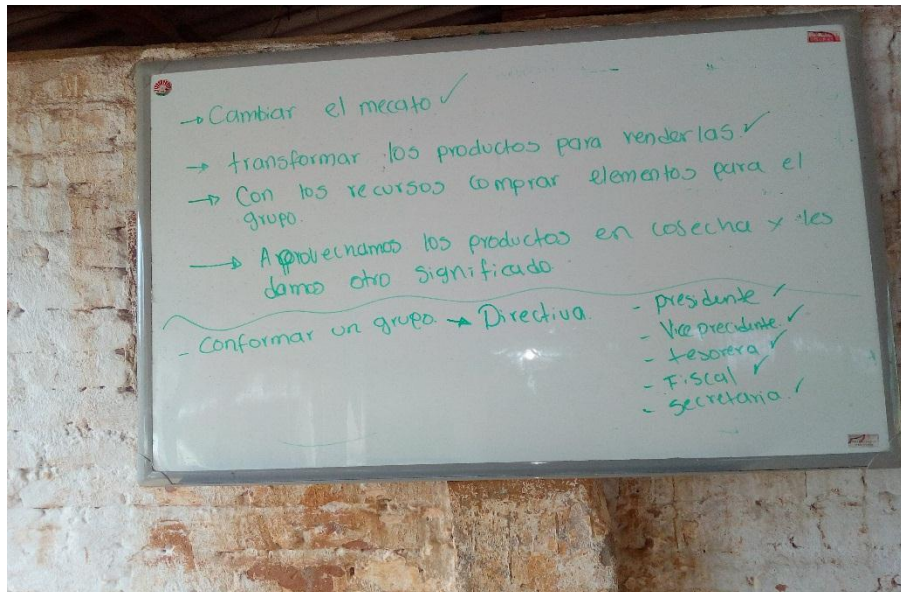 → Cambiar el mecato ✓
→ transformar los productos para venderlas. ✓
→ Con los recursos comprar elementos para el
grupo.
→ Aprovechamos los productos en cosecha y les
damos otro significado.
- Conformar un grupo. → Directiva.
- presidente ✓
- Vice precidente. ✓
- tesorera ✓
- Fiscal ✓
- secretaria. ✓